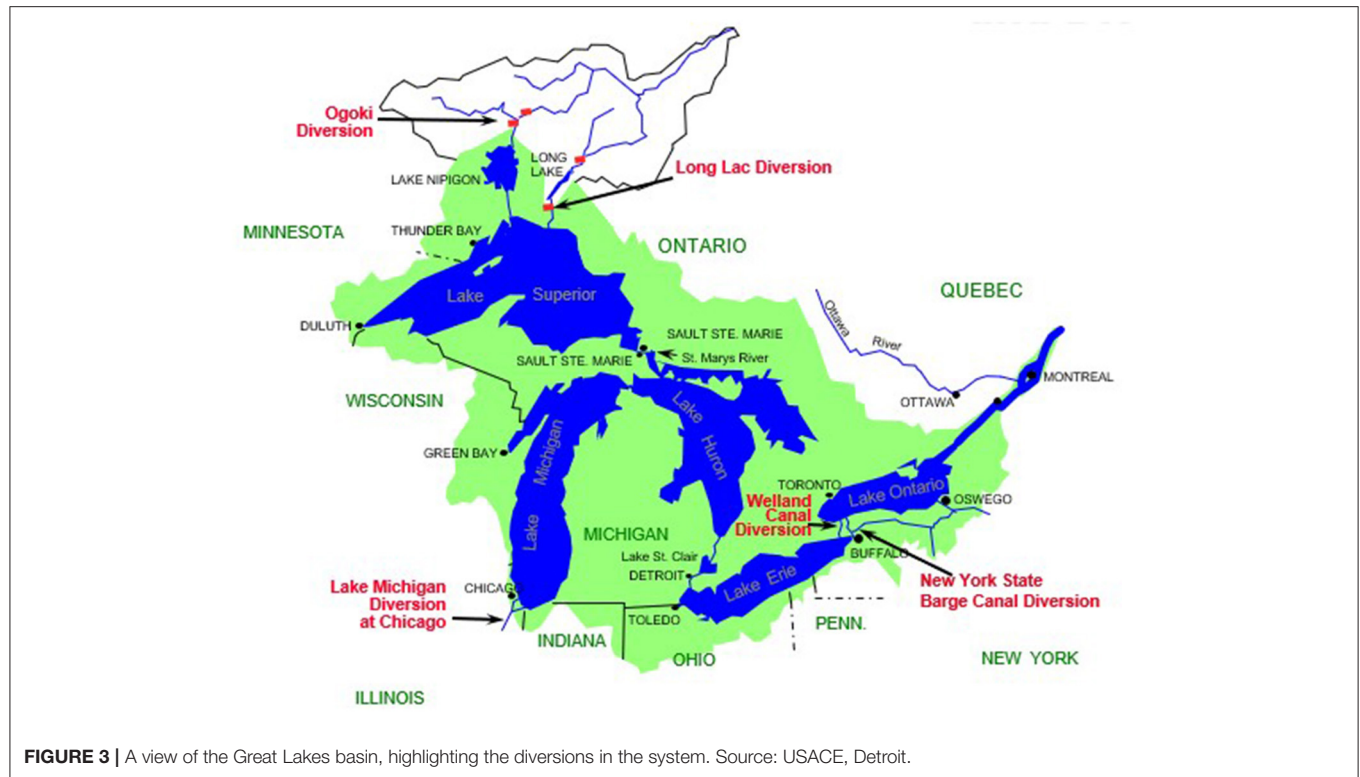 Ogoki
Diversion
LONG
LAKE
Long Lac Diversion
LAKE NIPIGON
MINNESOTA
THUNDER BAY
ONTARIO
QUEBEC
Lake Superior
Ottawa
River
DULUTH
SAULT STE. MARIE
SAULT STE. MARIE
St. Marys River
MONTREAL
OTTAWA
WISCONSIN
Lake
Huron
Lake Michigan
GREEN BAY
TORONTO
Lake Ontario
OSWEGO
Welland
Canal
Diversion
MICHIGAN
BUFFALO
Lake St. Clair
DETROIT
Lake Erie
New York State
Barge Canal Diversion
Lake Michigan
Diversion
at Chicago
CHICAGO
TOLEDO
PENN.
INDIANA
OHIO
NEW YORK
ILLINOIS
FIGURE 3 | A view of the Great Lakes basin, highlighting the diversions in the system. Source: USACE, Detroit.